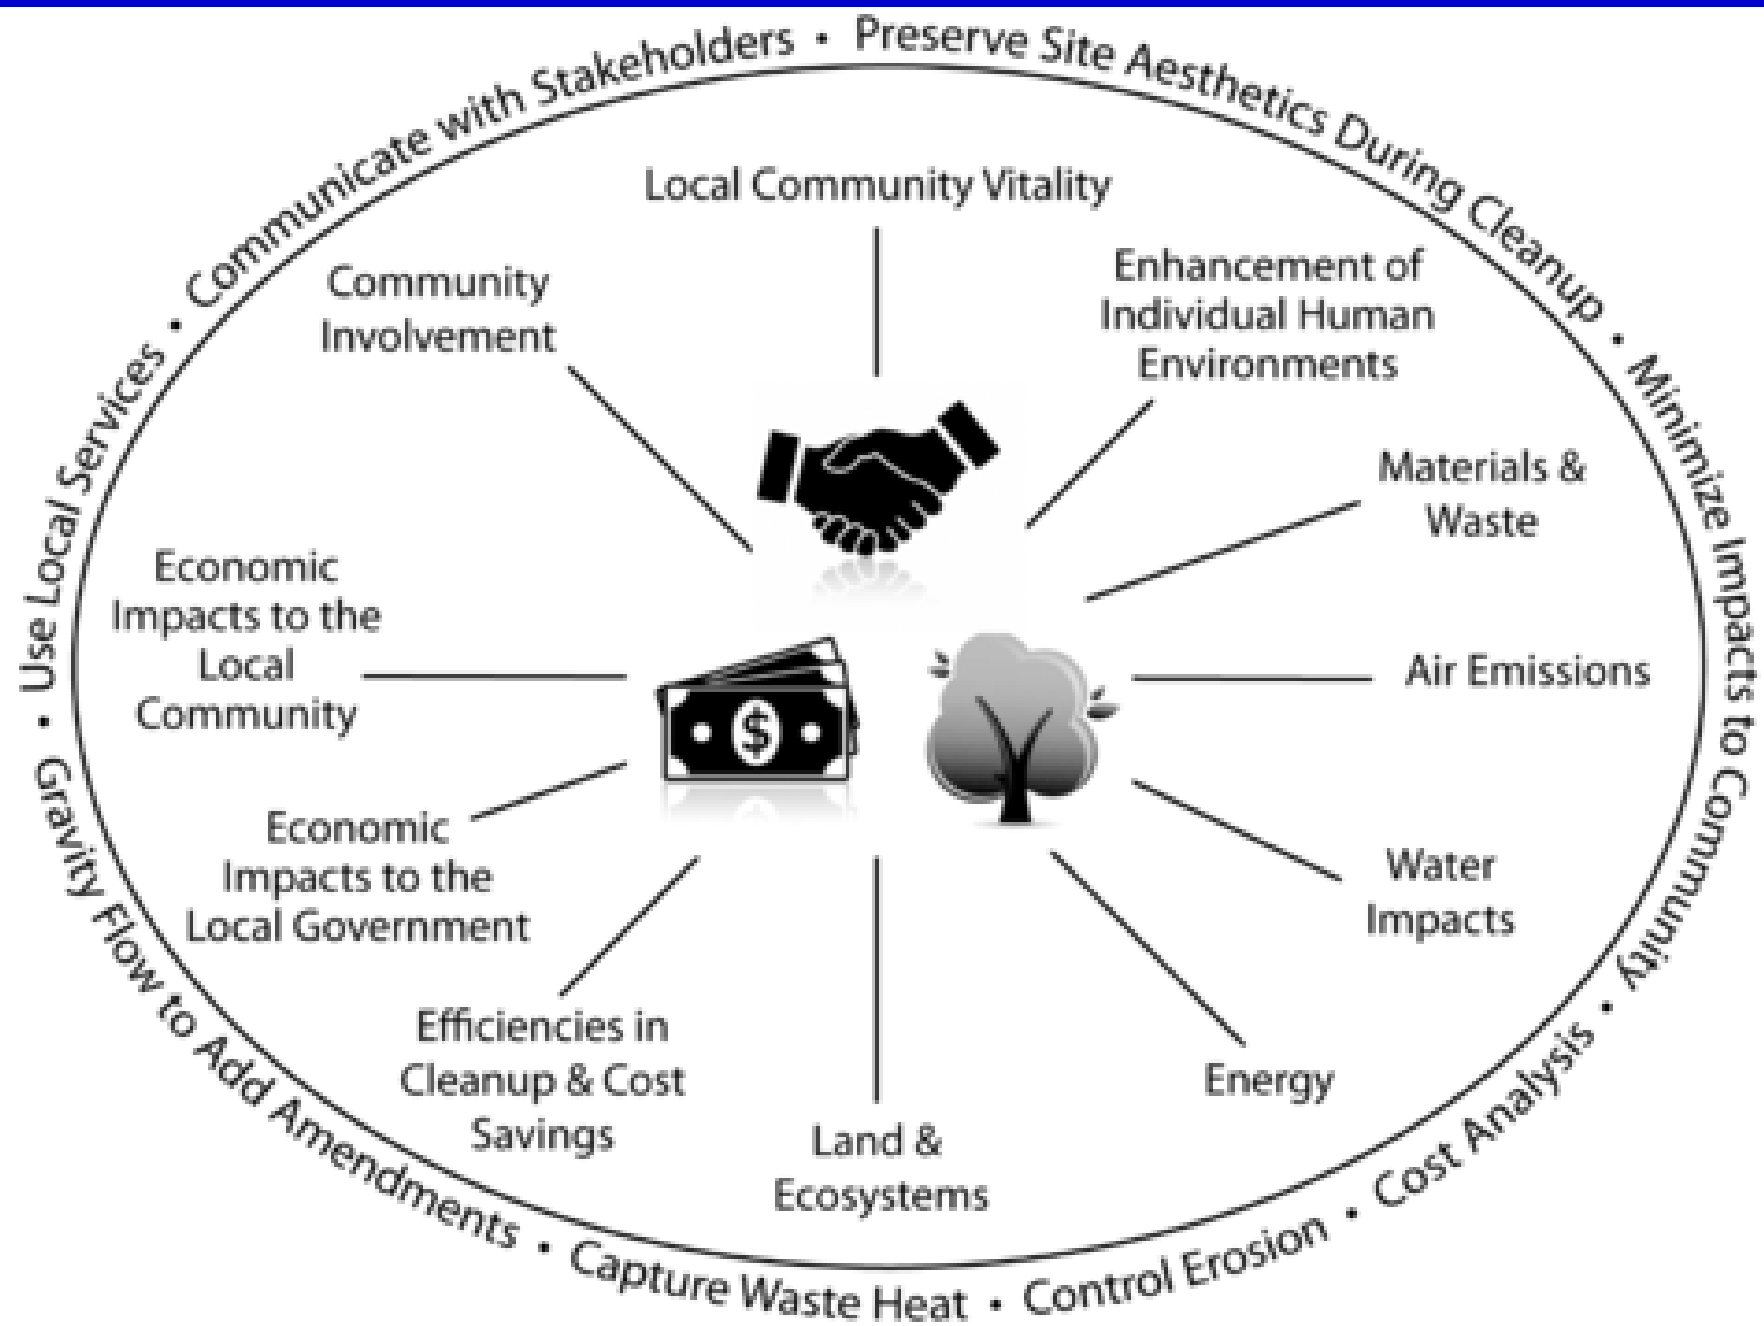 Communicate with Stakeholders • Preserve Site Aesthetics During Cleanup • Minimize Impacts to Community • Cost Analysis • Control Erosion • Capture Waste Heat • Gravity Flow to Add Amendments • Use Local Services •
Local Community Vitality
Enhancement of
Individual Human
Environments
Materials &
Waste
Air Emissions
Water
Impacts
Energy
Land &
Ecosystems
Efficiencies in
Cleanup & Cost
Savings
Economic
Impacts to the
Local Government
Economic
Impacts to the
Local
Community
Community
Involvement
$